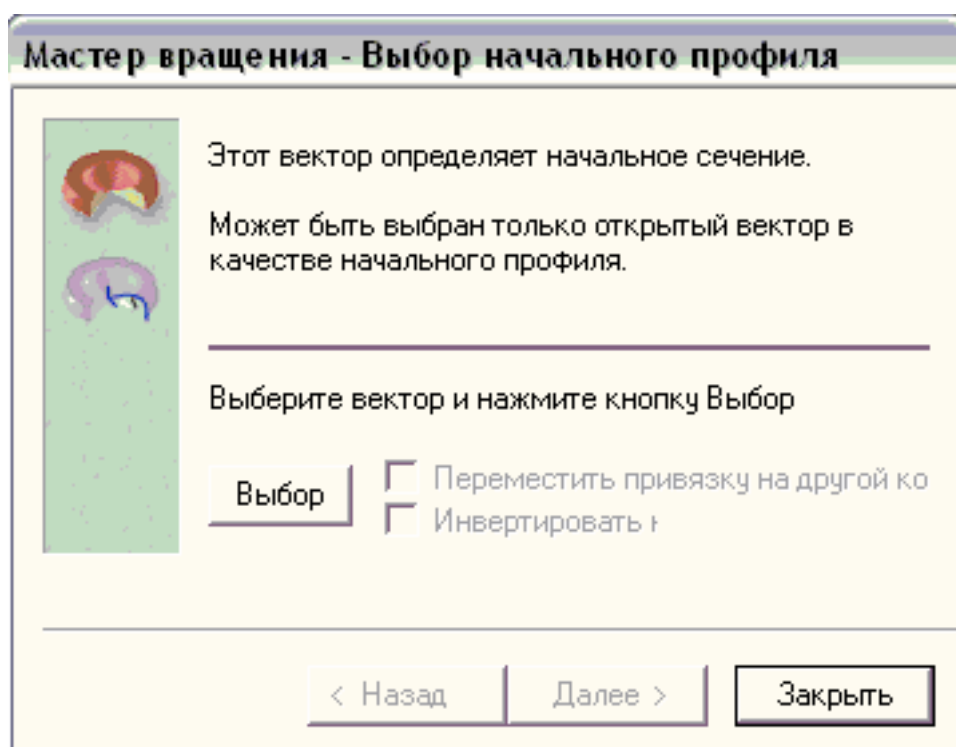 Мастер вращения - Выбор начального профиля
Этот вектор определяет начальное сечение.
Может быть выбран только открытый вектор в
качестве начального профиля.
Выберите вектор и нажмите кнопку Выбор
Выбор
Переместить привязку на другой ко
Инвертировать н
< Назад
Далее >
Закрыть